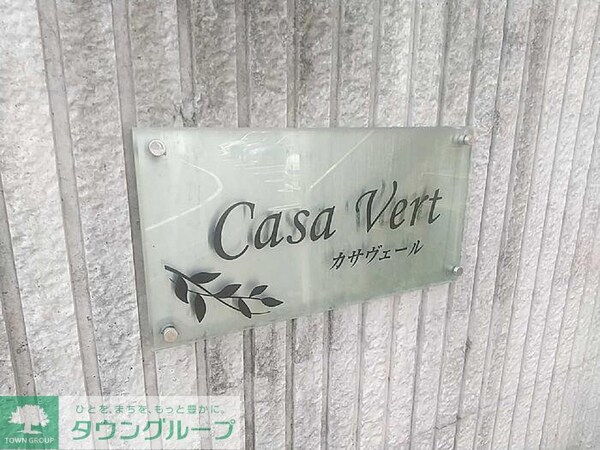 Casa Vert
カサヴェール
ひとを、まちを、もっと豊かに。
TOWN GROUP
タウングループ